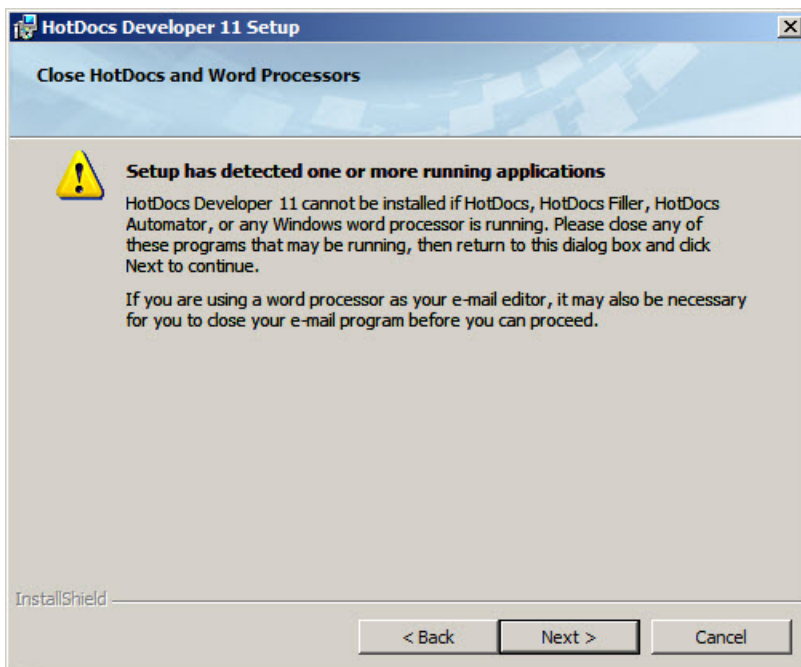 HotDocs Developer 11 Setup
Close HotDocs and Word Processors
Setup has detected one or more running applications
HotDocs Developer 11 cannot be installed if HotDocs, HotDocs Filler, HotDocs
Automator, or any Windows word processor is running. Please close any of
these programs that may be running, then return to this dialog box and click
Next to continue.
If you are using a word processor as your e-mail editor, it may also be necessary
for you to close your e-mail program before you can proceed.
InstallShield
< Back
Next >
Cancel